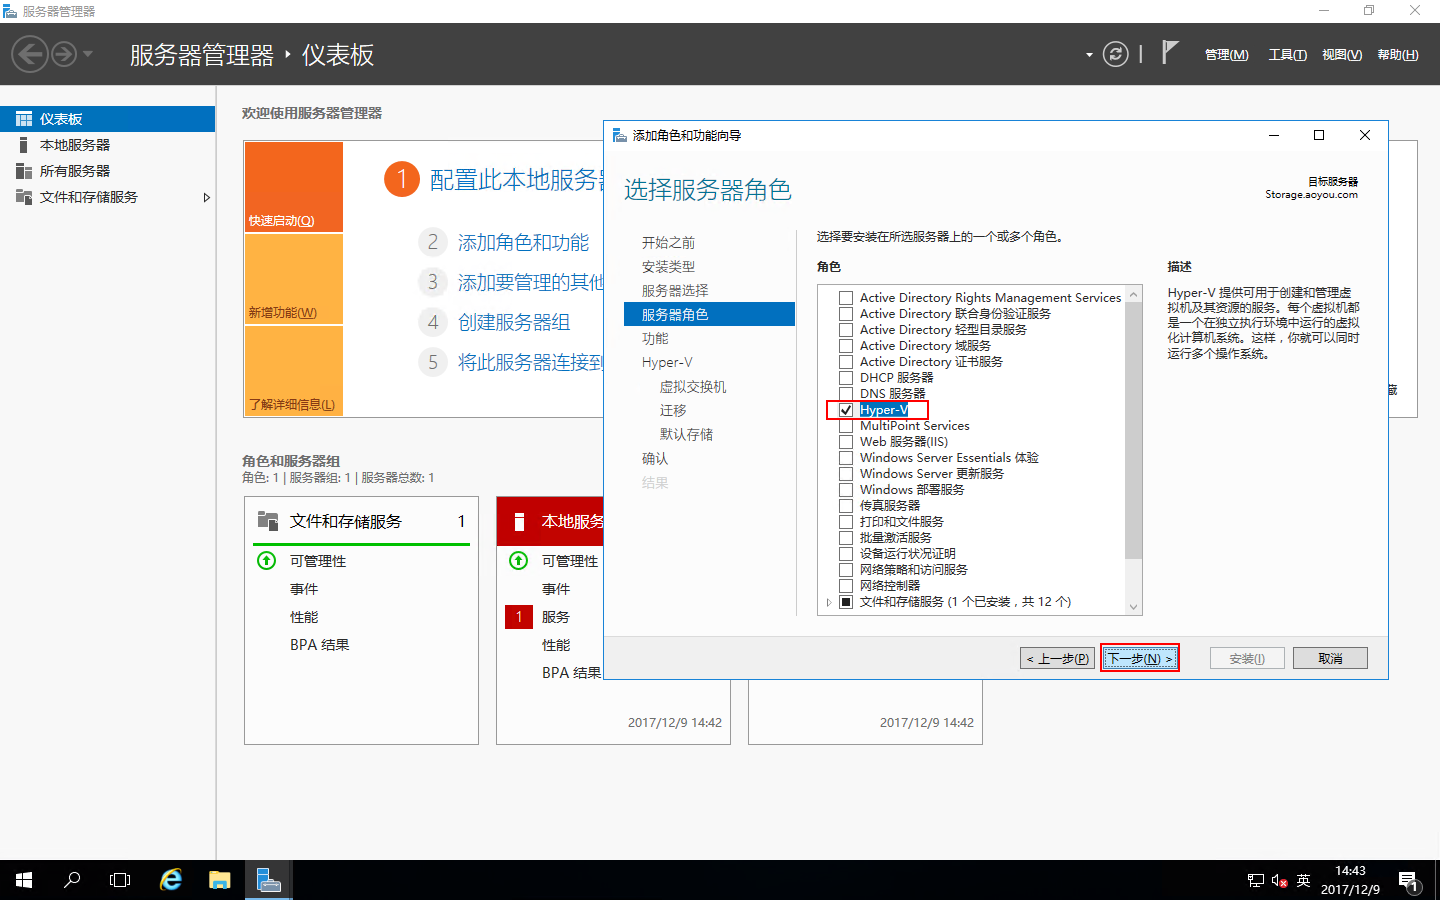 服务器管理器
服务器管理器 · 仪表板
管理(M) 工具(T) 视图(V) 帮助(H)
仪表板
本地服务器
所有服务器
文件和存储服务
欢迎使用服务器管理器
快速启动(Q)
新增功能(W)
了解详细信息(L)
1 配置此本地服务
2 添加角色和功能
3 添加要管理的其他
4 创建服务器组
5 将此服务器连接到
角色和服务器组
角色: 1 | 服务器组: 1 | 服务器总数: 1
文件和存储服务 1
可管理性
事件
性能
BPA 结果
本地服务
可管理性
事件
1 服务
性能
BPA 结果
2017/12/9 14:42
2017/12/9 14:42
添加角色和功能向导
选择服务器角色
目标服务器
Storage.aoyou.com
开始之前
安装类型
服务器选择
服务器角色
功能
Hyper-V
虚拟交换机
迁移
默认存储
确认
结果
选择要安装在所选服务器上的一个或多个角色。
角色
Active Directory Rights Management Services
Active Directory 联合身份验证服务
Active Directory 轻型目录服务
Active Directory 域服务
Active Directory 证书服务
DHCP 服务器
DNS 服务器
Hyper-V
MultiPoint Services
Web 服务器(IIS)
Windows Server Essentials 体验
Windows Server 更新服务
Windows 部署服务
传真服务器
打印和文件服务
批量激活服务
设备运行状况证明
网络策略和访问服务
网络控制器
文件和存储服务 (1 个已安装，共 12 个)
描述
Hyper-V 提供可用于创建和管理虚
拟机及其资源的服务。每个虚拟机都
是一个在独立执行环境中运行的虚拟
化计算机系统。这样，你就可以同时
运行多个操作系统。
< 上一步(P) 下一步(N) > 安装(I) 取消
英
14:43
2017/12/9
1